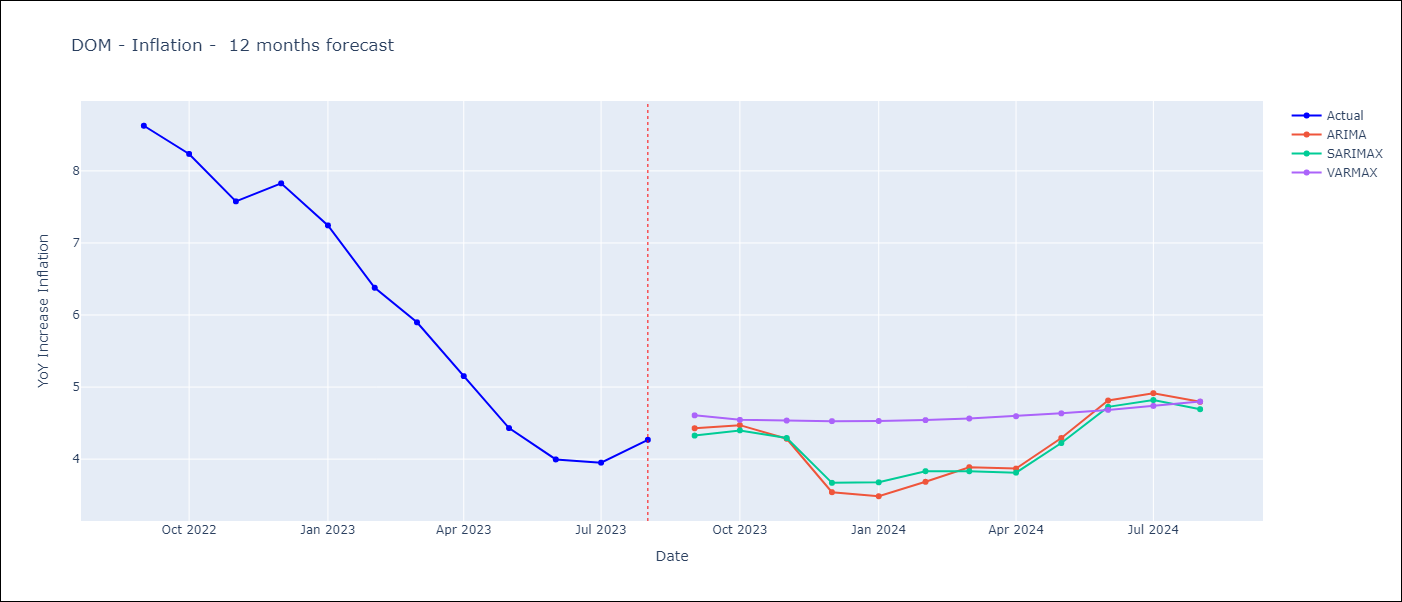 DOM - Inflation -  12 months forecast
Actual
ARIMA
SARIMAX
VARMAX
YoY Increase Inflation
8
7
6
5
4
Oct 2022
Jan 2023
Apr 2023
Jul 2023
Oct 2023
Jan 2024
Apr 2024
Jul 2024
Date